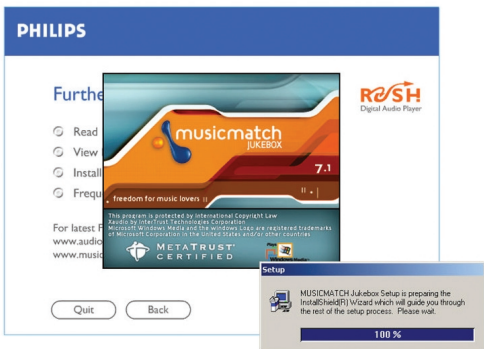 PHILIPS
Furthe
RUSH
Digital Audio Player
Read
View
Install
Frequ
For latest F
www.audio
www.music
musicmatch
JUKEBOX
7.1
freedom for music lovers
This program is protected by International Copyright Law
Xaudio by InterTrust Technologies Corporation
Microsoft Windows Media and the windows Logo are registered trademarks
of Microsoft Corporation in the United States and/or other countries
METATRUST
CERTIFIED
Plays
Windows Media
Setup
MUSICMATCH Jukebox Setup is preparing the
InstallShield(R) Wizard which will guide you through
the rest of the setup process. Please wait.
100 %
Quit
Back